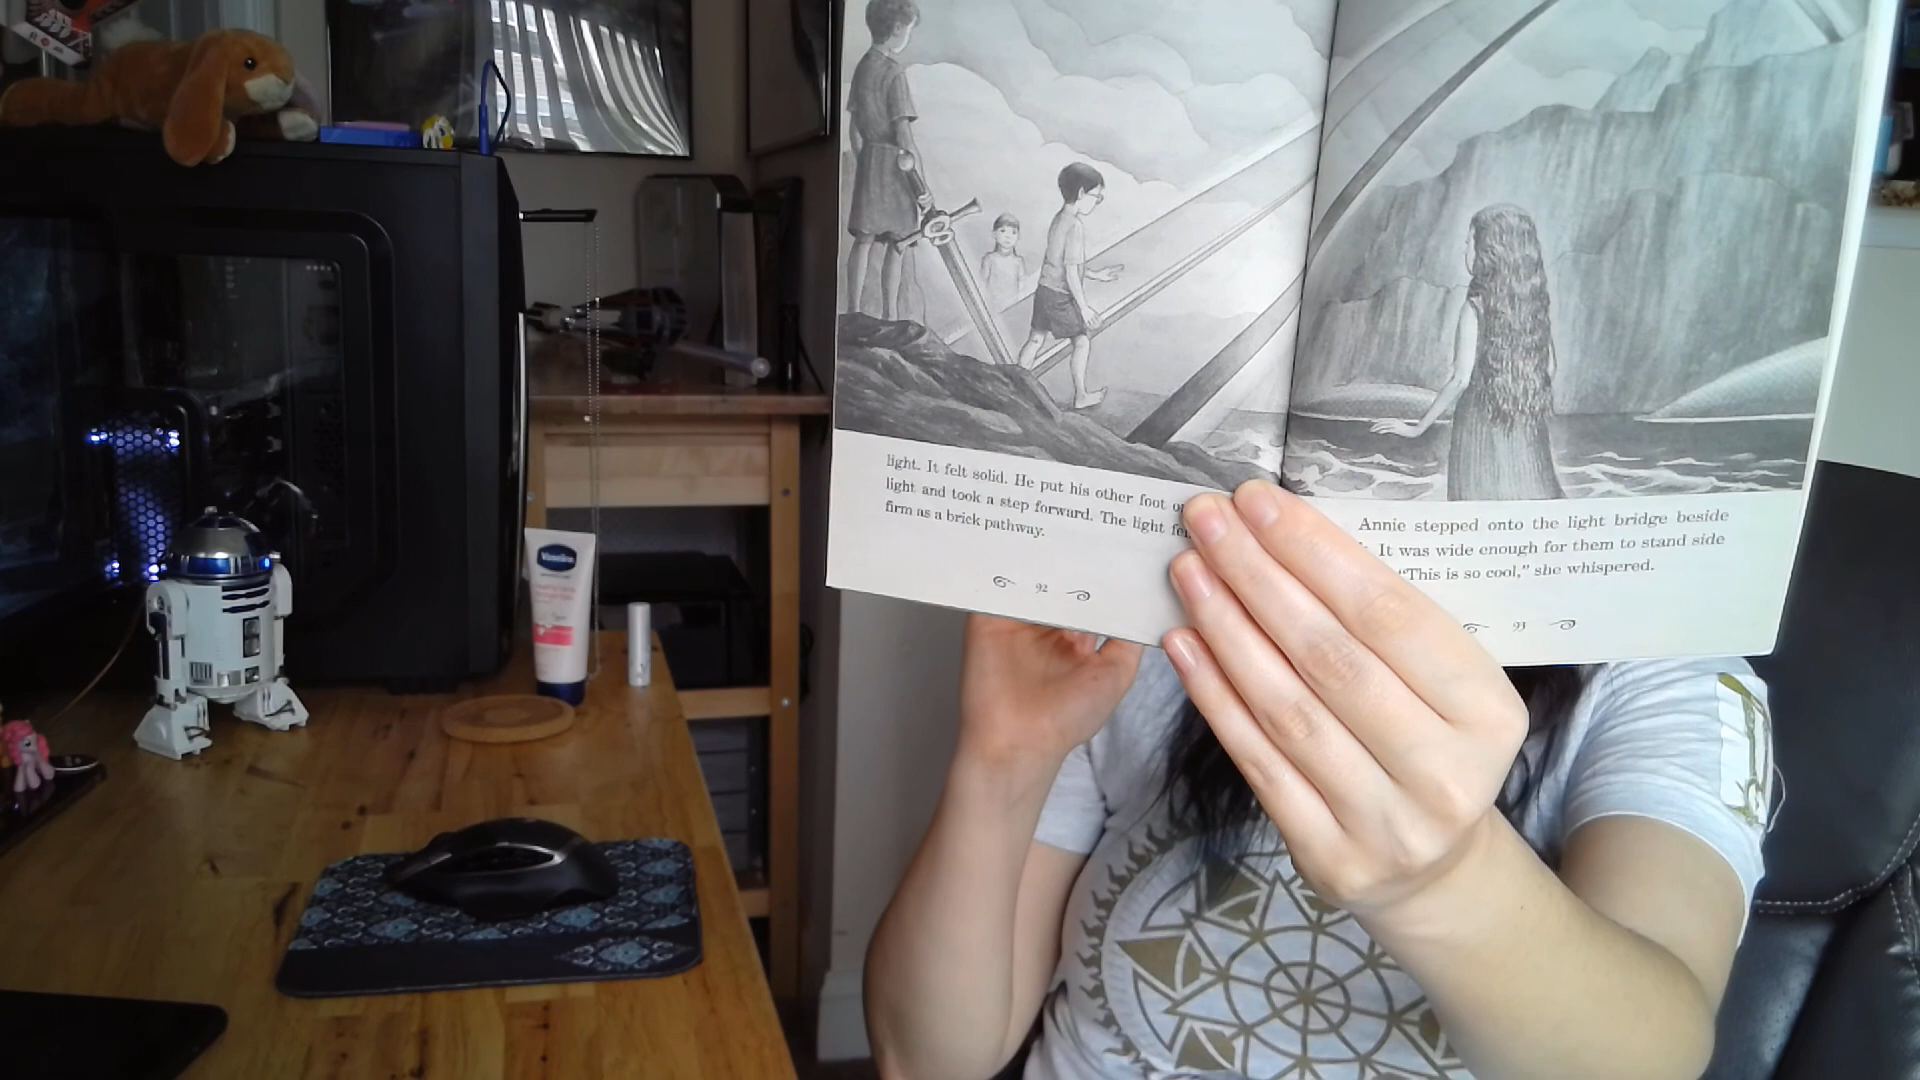 light. It felt solid. He put his other foot
light and took a step forward. The light
firm as a brick pathway.
92
Annie stepped onto the light bridge beside
It was wide enough for them to stand side
“This is so cool,” she whispered.
93
Vaseline